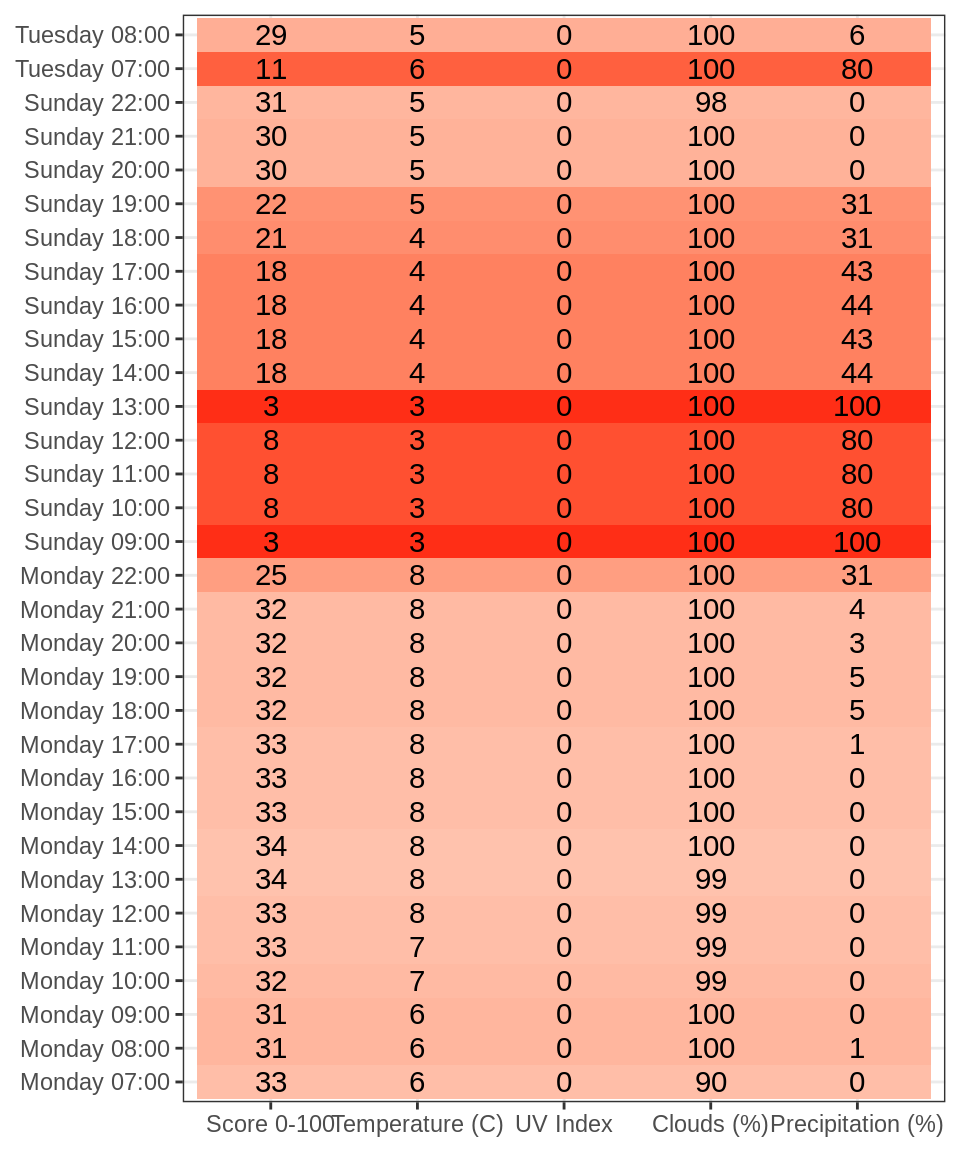 Tuesday 08:00 29 5 0 100 6
Tuesday 07:00 11 6 0 100 80
Sunday 22:00 31 5 0 98 0
Sunday 21:00 30 5 0 100 0
Sunday 20:00 30 5 0 100 0
Sunday 19:00 22 5 0 100 31
Sunday 18:00 21 4 0 100 31
Sunday 17:00 18 4 0 100 43
Sunday 16:00 18 4 0 100 44
Sunday 15:00 18 4 0 100 43
Sunday 14:00 18 4 0 100 44
Sunday 13:00 3 3 0 100 100
Sunday 12:00 8 3 0 100 80
Sunday 11:00 8 3 0 100 80
Sunday 10:00 8 3 0 100 80
Sunday 09:00 3 3 0 100 100
Monday 22:00 25 8 0 100 31
Monday 21:00 32 8 0 100 4
Monday 20:00 32 8 0 100 3
Monday 19:00 32 8 0 100 5
Monday 18:00 32 8 0 100 5
Monday 17:00 33 8 0 100 1
Monday 16:00 33 8 0 100 0
Monday 15:00 33 8 0 100 0
Monday 14:00 34 8 0 100 0
Monday 13:00 34 8 0 99 0
Monday 12:00 33 8 0 99 0
Monday 11:00 33 7 0 99 0
Monday 10:00 32 7 0 99 0
Monday 09:00 31 6 0 100 0
Monday 08:00 31 6 0 100 1
Monday 07:00 33 6 0 90 0
Score 0-100 Temperature (C) UV Index Clouds (%) Precipitation (%)